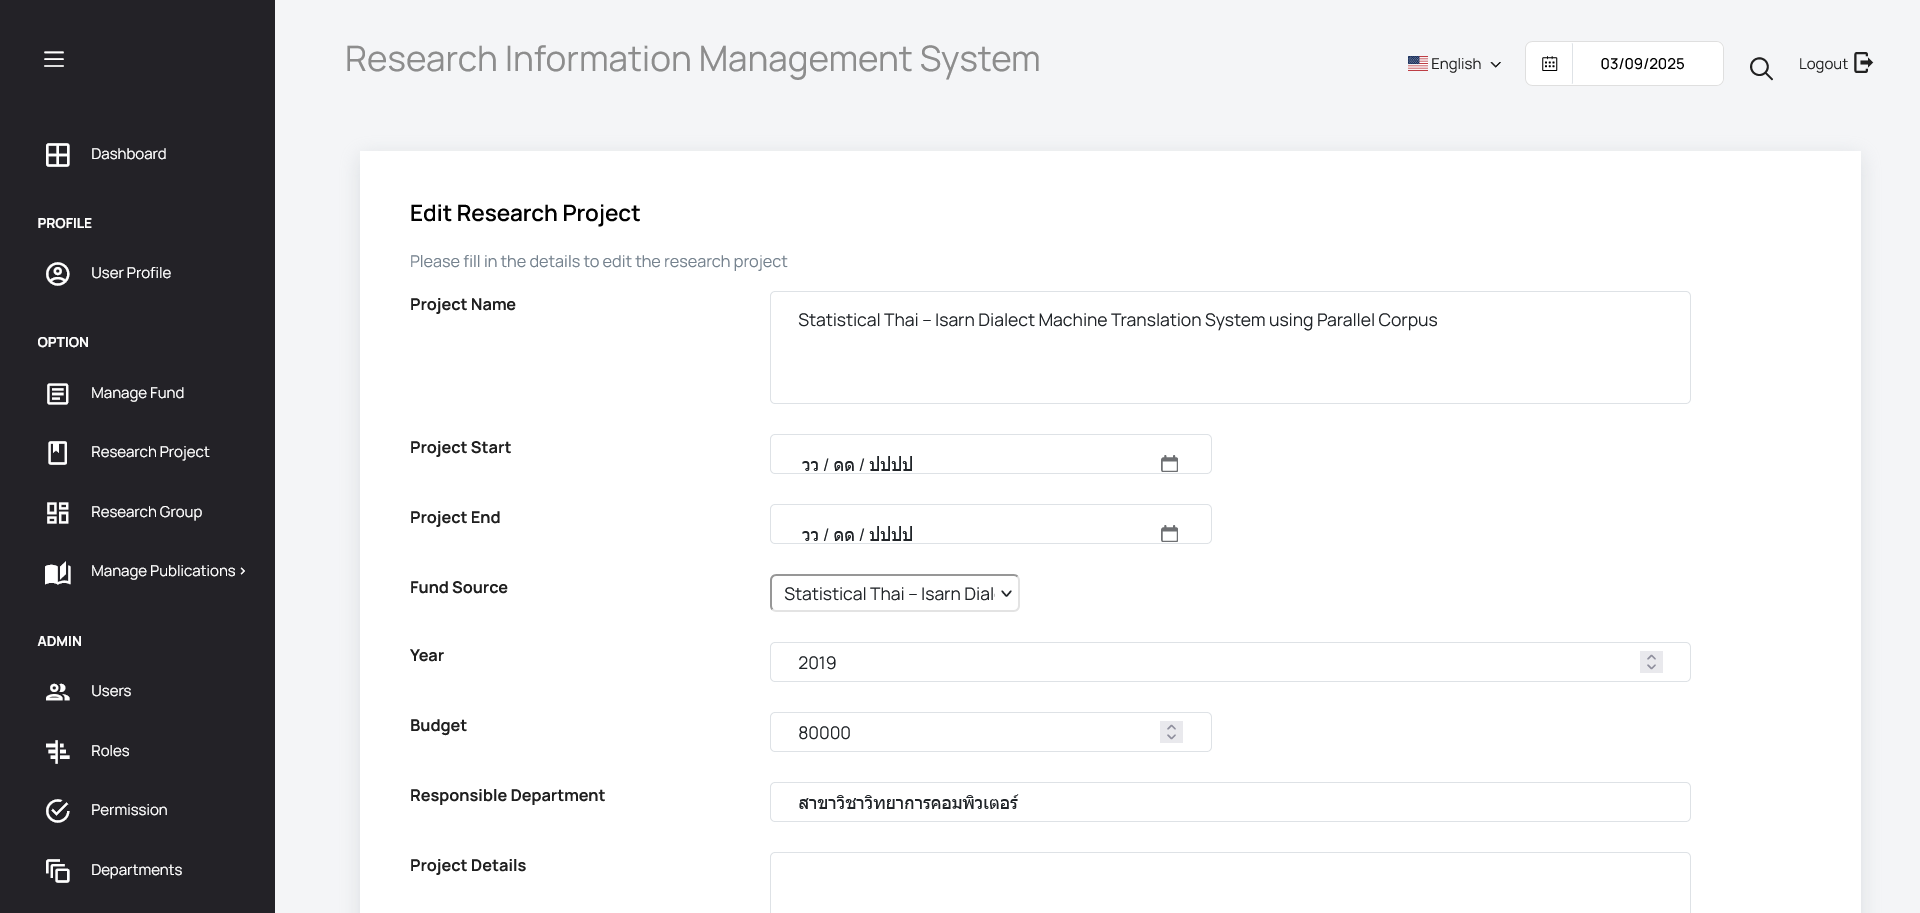 Research Information Management System
English
03/09/2025
Logout
Dashboard
PROFILE
User Profile
OPTION
Manage Fund
Research Project
Research Group
Manage Publications ›
ADMIN
Users
Roles
Permission
Departments
Edit Research Project
Please fill in the details to edit the research project
Project Name
Statistical Thai – Isarn Dialect Machine Translation System using Parallel Corpus
Project Start
วว / ดด / ปปปป
Project End
วว / ดด / ปปปป
Fund Source
Statistical Thai – Isarn Dial
Year
2019
Budget
80000
Responsible Department
สาขาวิชาวิทยาการคอมพิวเตอร์
Project Details